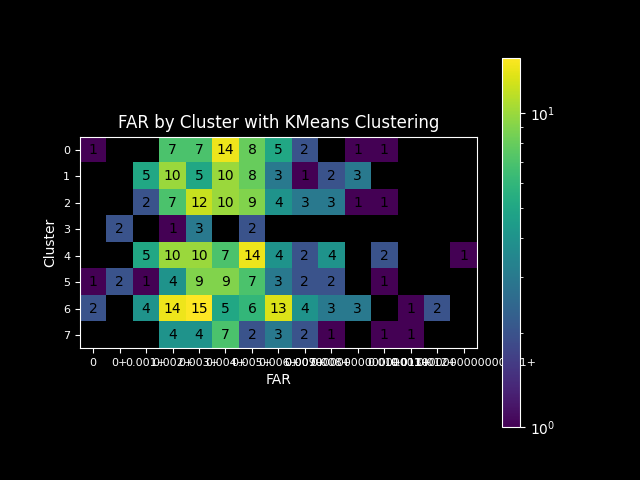 FAR by Cluster with KMeans Clustering
10¹
0 1 7 7 14 8 5 2 1 1
1 5 10 5 10 8 3 1 2 3
2 2 7 12 10 9 4 3 3 1 1
Cluster
3 2 1 3 2
4 5 10 10 7 14 4 2 4 2 1
5 1 2 1 4 9 9 7 3 2 2 1
6 2 4 14 15 5 6 13 4 3 3 1 2
7 4 4 7 2 3 2 1 1 1
0 0+
FAR
10⁰